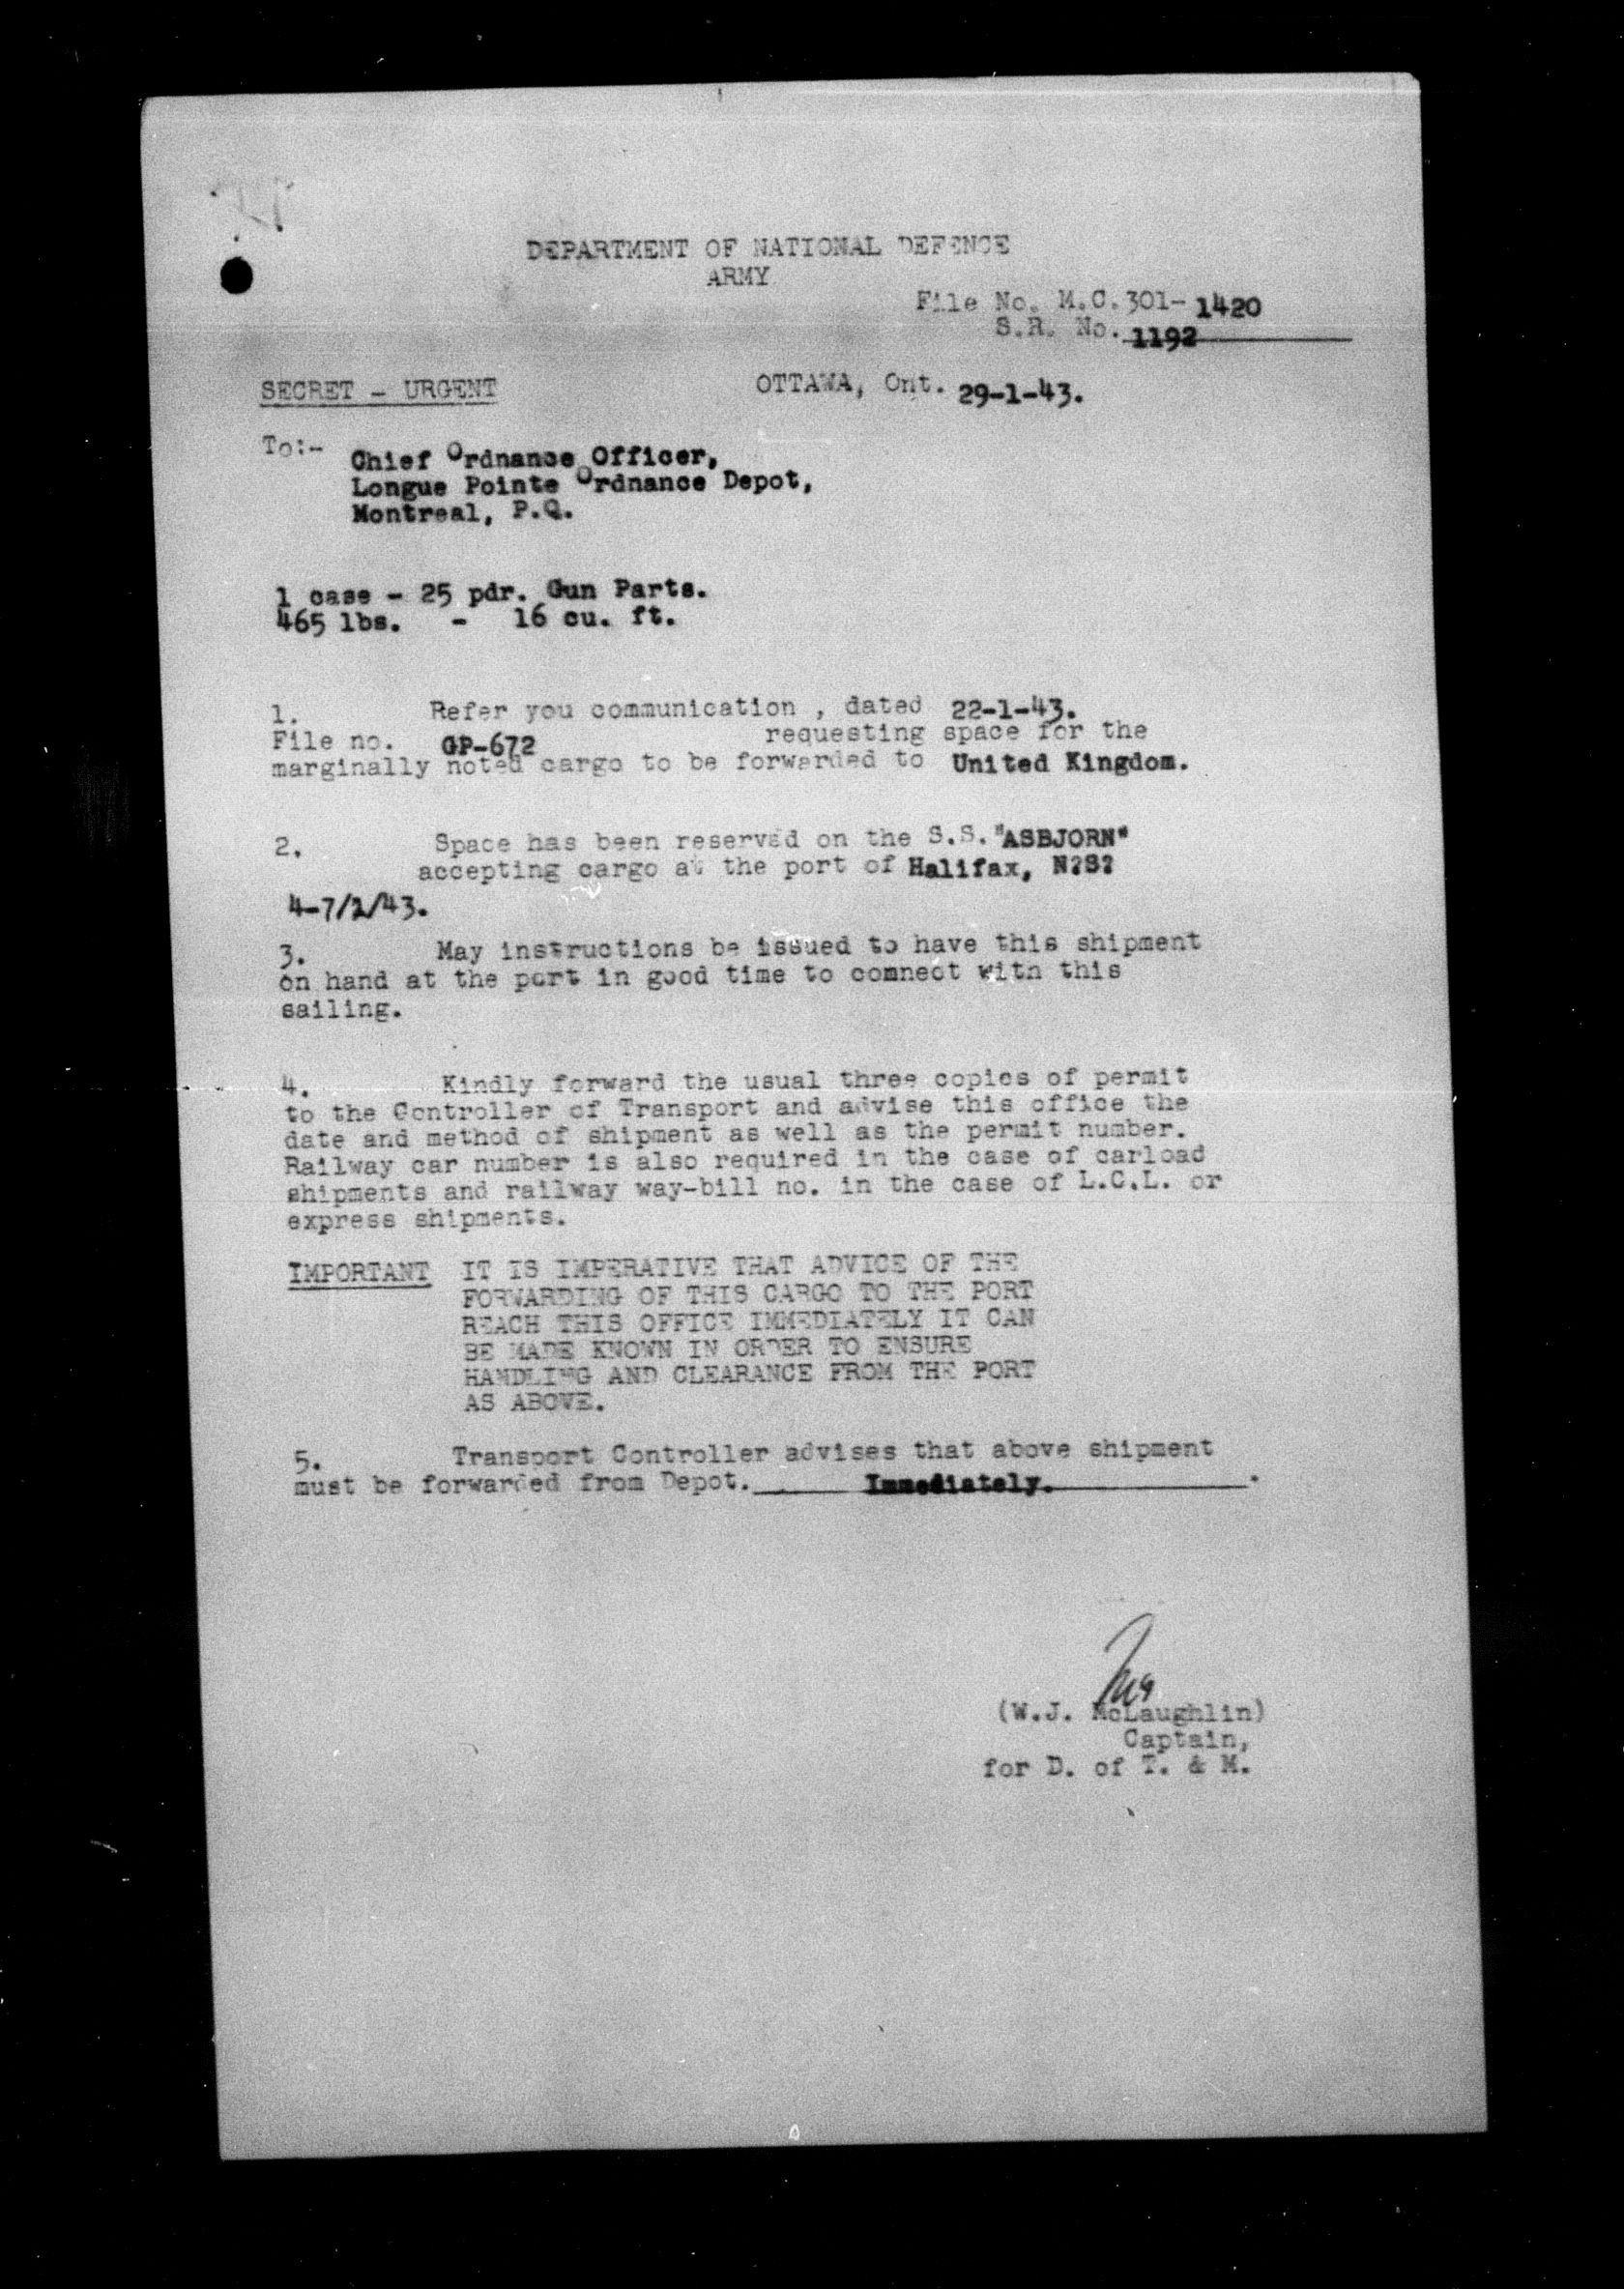 DEPARTMENT OF NATIONAL DEFENCE
ARMY
File No. M.C.301-1420
S.R. No. 1192
SECRET - URGENT
OTTAWA, Ont. 29-1-43.
To:- Chief Ordnance Officer,
Longue Pointe Ordnance Depot,
Montreal, P.Q.
1 case - 25 pdr. Gun Parts.
465 lbs. - 16 cu. ft.
1. Refer you communication , dated 22-1-43.
File no. GP-672 requesting space for the
marginally noted cargo to be forwarded to United Kingdom.
2. Space has been reserved on the S.S. "ASBJORN"
accepting cargo at the port of Halifax, N?S?
4-7/2/43.
3. May instructions be issued to have this shipment
on hand at the port in good time to connect with this
sailing.
4. Kindly forward the usual three copies of permit
to the Controller of Transport and advise this office the
date and method of shipment as well as the permit number.
Railway car number is also required in the case of carload
shipments and railway way-bill no. in the case of L.C.L. or
express shipments.
IMPORTANT IT IS IMPERATIVE THAT ADVICE OF THE
FORWARDING OF THIS CARGO TO THE PORT
REACH THIS OFFICE IMMEDIATELY IT CAN
BE MADE KNOWN IN ORDER TO ENSURE
HANDLING AND CLEARANCE FROM THE PORT
AS ABOVE.
5. Transport Controller advises that above shipment
must be forwarded from Depot. Immediately. .
(W.J. McLaughlin)
Captain,
for D. of T. & M.